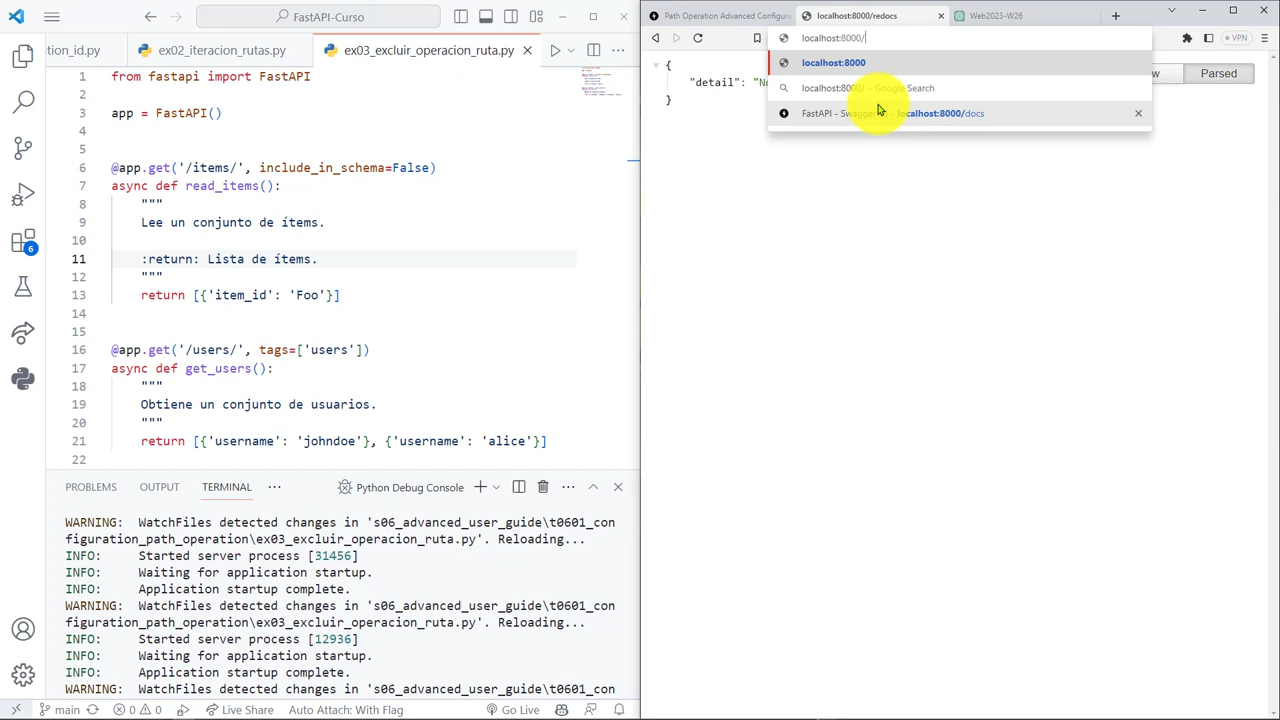 FastAPI-Curso
tion_id.py
ex02_iteracion_rutas.py
ex03_excluir_operacion_ruta.py
1 from fastapi import FastAPI
2
3 app = FastAPI()
4
5
6 @app.get('/items/', include_in_schema=False)
7 async def read_items():
8 """
9 Lee un conjunto de ítems.
10
11 :return: Lista de ítems.
12 """
13 return [{'item_id': 'Foo'}]
14
15
16 @app.get('/users/', tags=['users'])
17 async def get_users():
18 """
19 Obtiene un conjunto de usuarios.
20 """
21 return [{'username': 'johndoe'}, {'username': 'alice'}]
22
6
PROBLEMS OUTPUT TERMINAL ··· Python Debug Console
WARNING: WatchFiles detected changes in 's06_advanced_user_guide\t0601_con
figuration_path_operation\ex03_excluir_operacion_ruta.py'. Reloading...
INFO: Started server process [31456]
INFO: Waiting for application startup.
INFO: Application startup complete.
WARNING: WatchFiles detected changes in 's06_advanced_user_guide\t0601_con
figuration_path_operation\ex03_excluir_operacion_ruta.py'. Reloading...
INFO: Started server process [12936]
INFO: Waiting for application startup.
INFO: Application startup complete.
WARNING: WatchFiles detected changes in 's06_advanced_user_guide\t0601_con
main 0 0 Live Share Auto Attach: With Flag Go Live
Path Operation Advanced Configur
localhost:8000/redocs
Web2023-W26
localhost:8000/
VPN
localhost:8000
localhost:8000/ - Google Search
FastAPI - Swagger - localhost:8000/docs
{
"detail": "N
}
w
Parsed